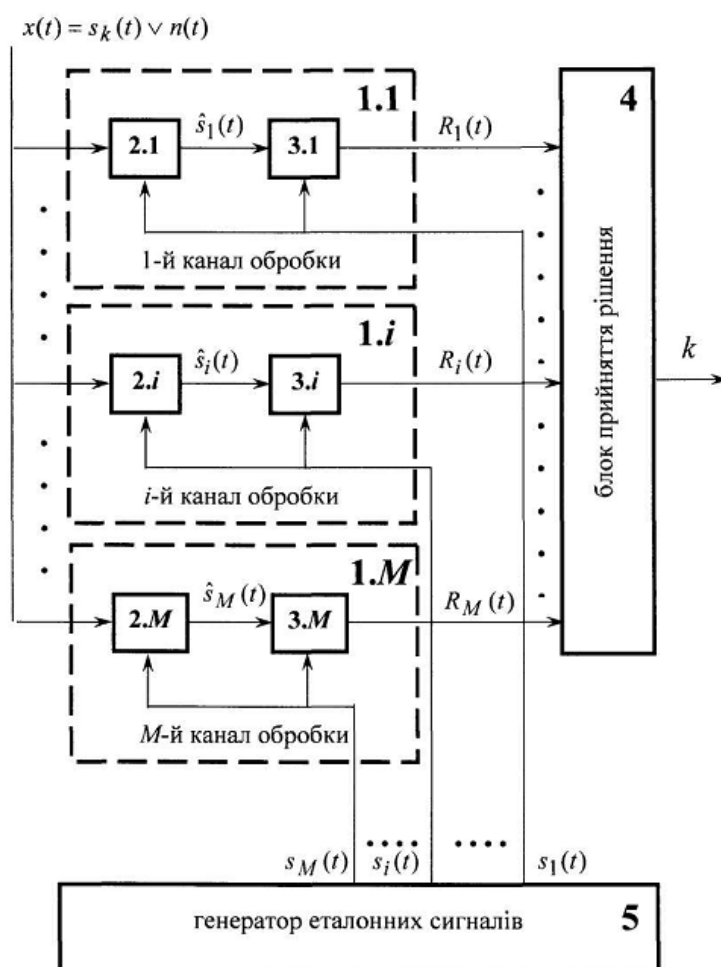 x(t) = s_k(t) ∨ n(t)
1.1
4
2.1 ŝ_1(t) 3.1 R_1(t)
1-й канал обробки
1.i
2.i ŝ_i(t) 3.i R_i(t)
k
блок прийняття рішення
i-й канал обробки
1.M
2.M ŝ_M(t) 3.M R_M(t)
M-й канал обробки
s_M(t) s_i(t) s_1(t)
генератор еталонних сигналів 5